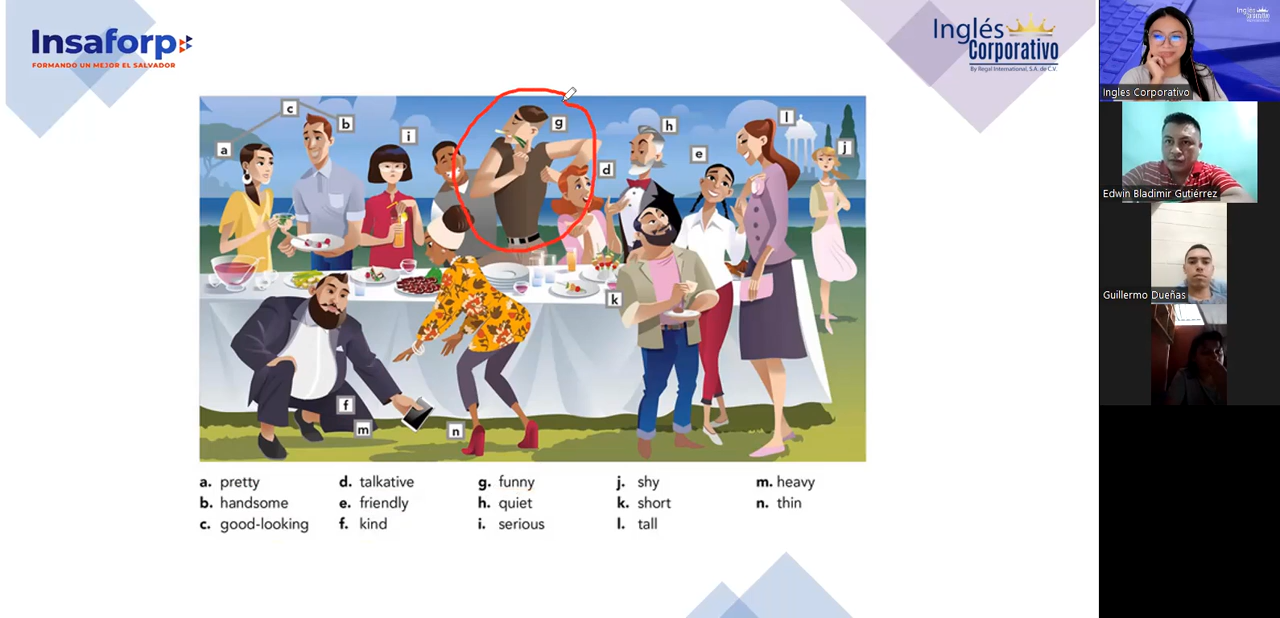 Insaforp
FORMANDO UN MEJOR EL SALVADOR
Inglés
Corporativo
By Regal International, S.A. de C.V.
c
b
a
i
g
h
l
e
j
d
k
f
m
n
a. pretty
b. handsome
c. good-looking
d. talkative
e. friendly
f. kind
g. funny
h. quiet
i. serious
j. shy
k. short
l. tall
m. heavy
n. thin
Ingles Corporativo
Edwin Bladimir Gutiérrez
Guillermo Dueñas